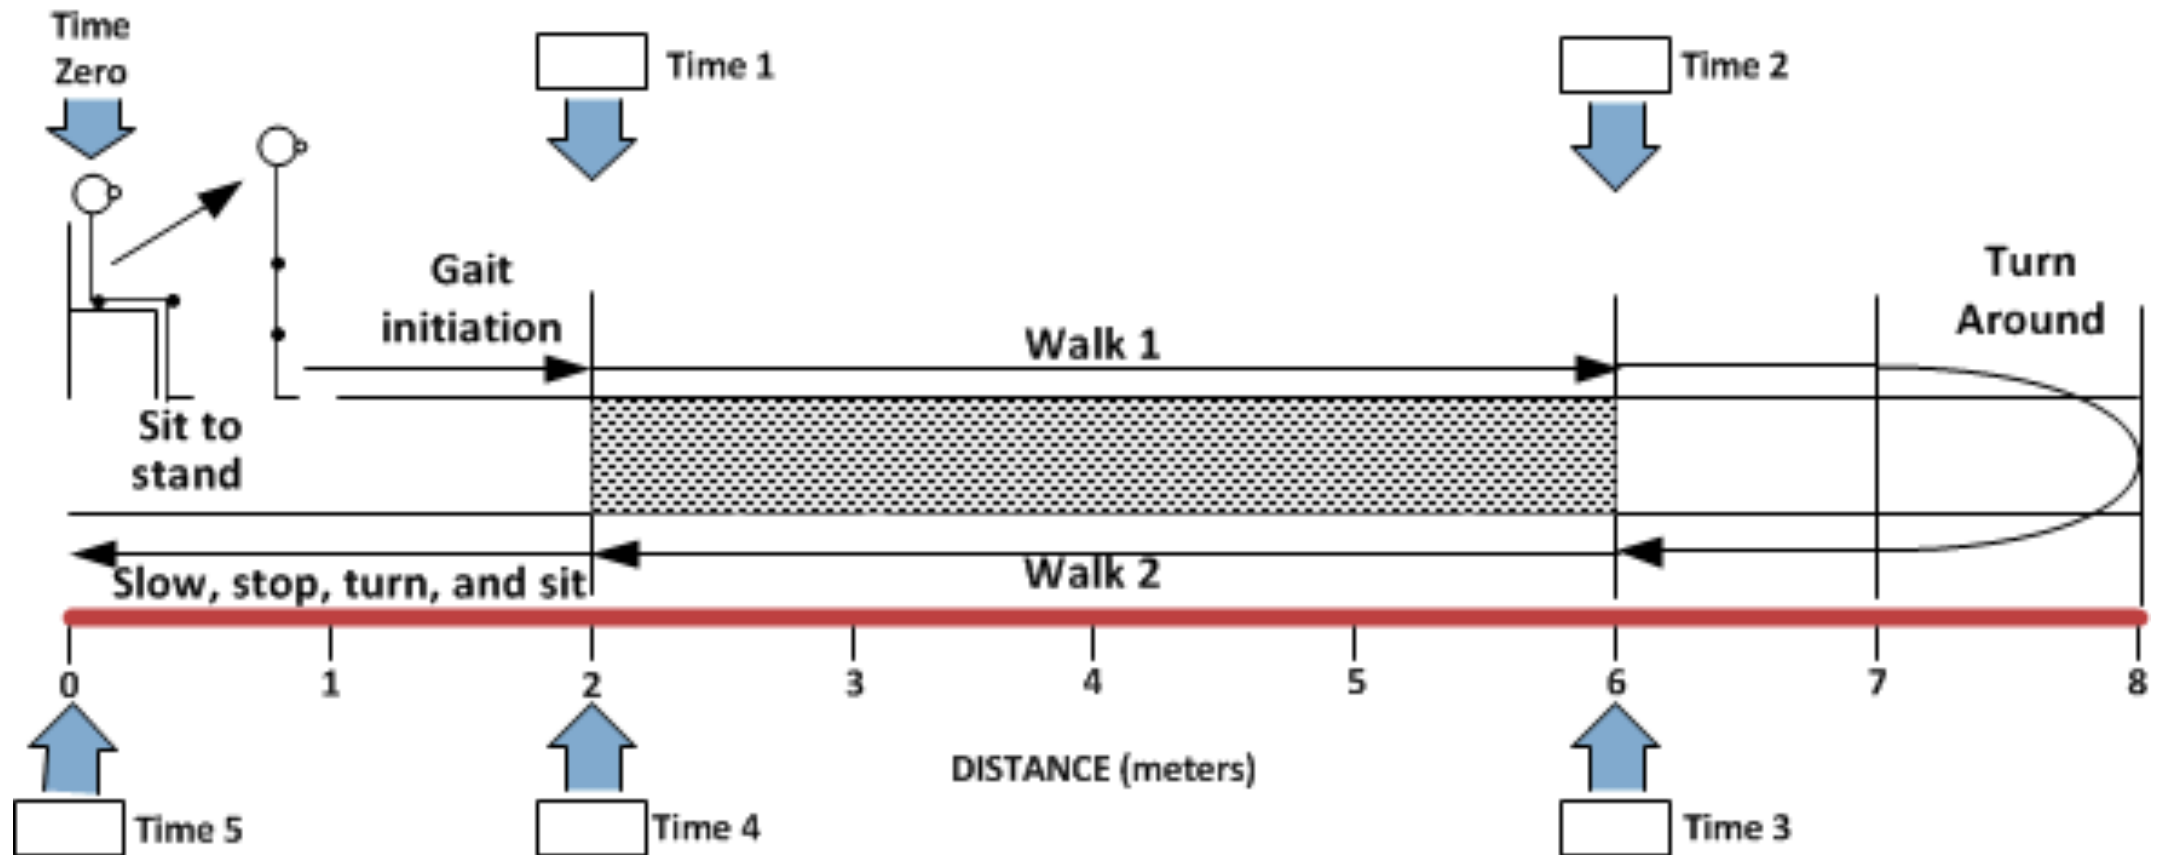 Time
Zero
Time 1
Time 2
Gait
initiation
Walk 1
Turn
Around
Sit to
stand
Slow, stop, turn, and sit
Walk 2
0 1 2 3 4 5 6 7 8
DISTANCE (meters)
Time 5
Time 4
Time 3